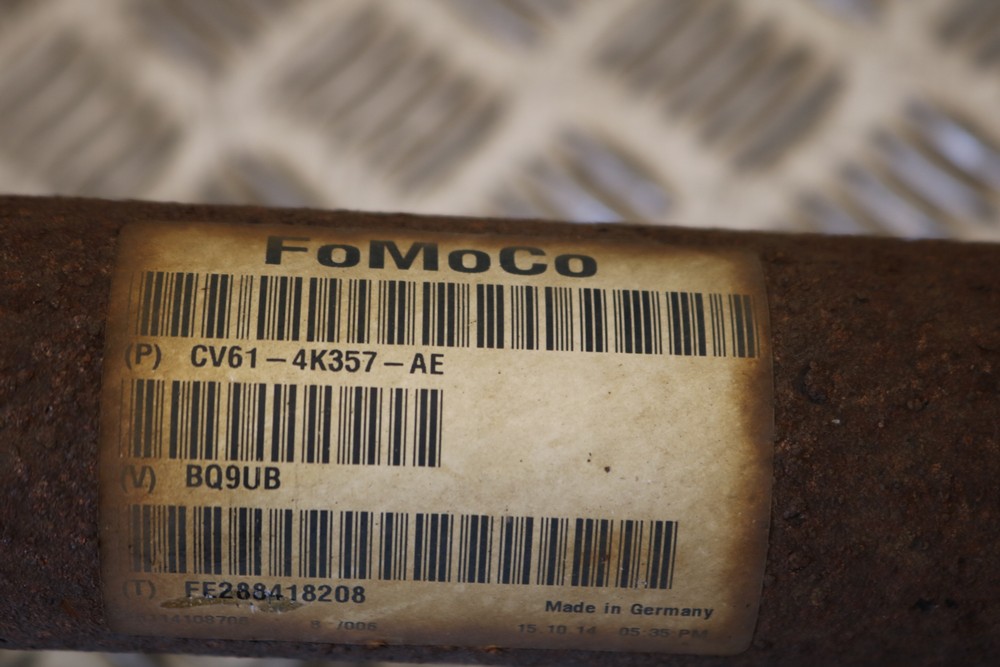 FoMoCo
(P) CV61-4K357-AE
(V) BQ9UB
(T) FE288418208
Made in Germany
15 10 14 05 35 PM